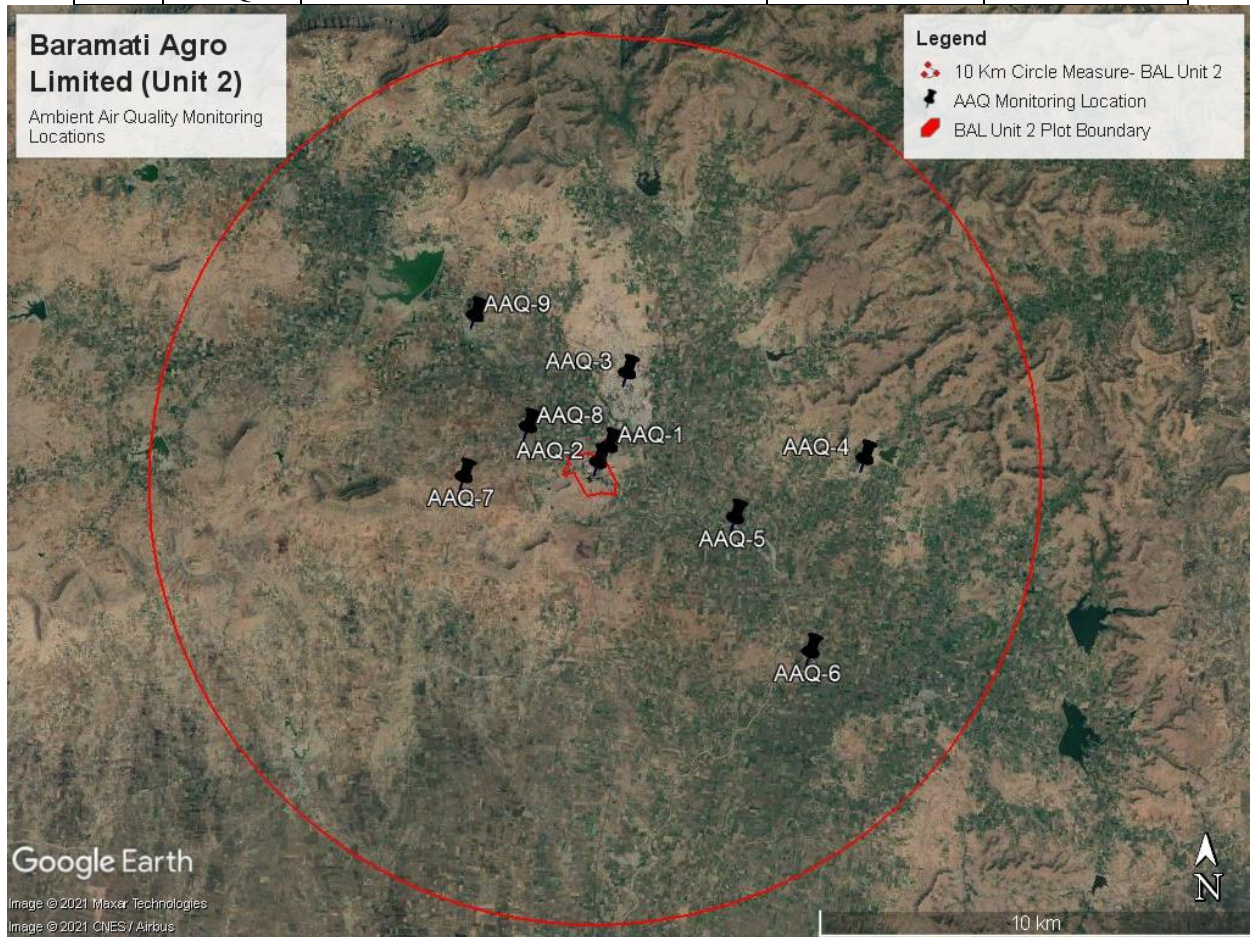 Baramati Agro
Limited (Unit 2)
Ambient Air Quality Monitoring
Locations
Legend
10 Km Circle Measure- BAL Unit 2
AAQ Monitoring Location
BAL Unit 2 Plot Boundary
AAQ-9
AAQ-3
AAQ-8
AAQ-1
AAQ-2
AAQ-4
AAQ-7
AAQ-5
AAQ-6
Google Earth
N
Image © 2021 Maxar Technologies
Image © 2021 CNES / Airbus
10 km